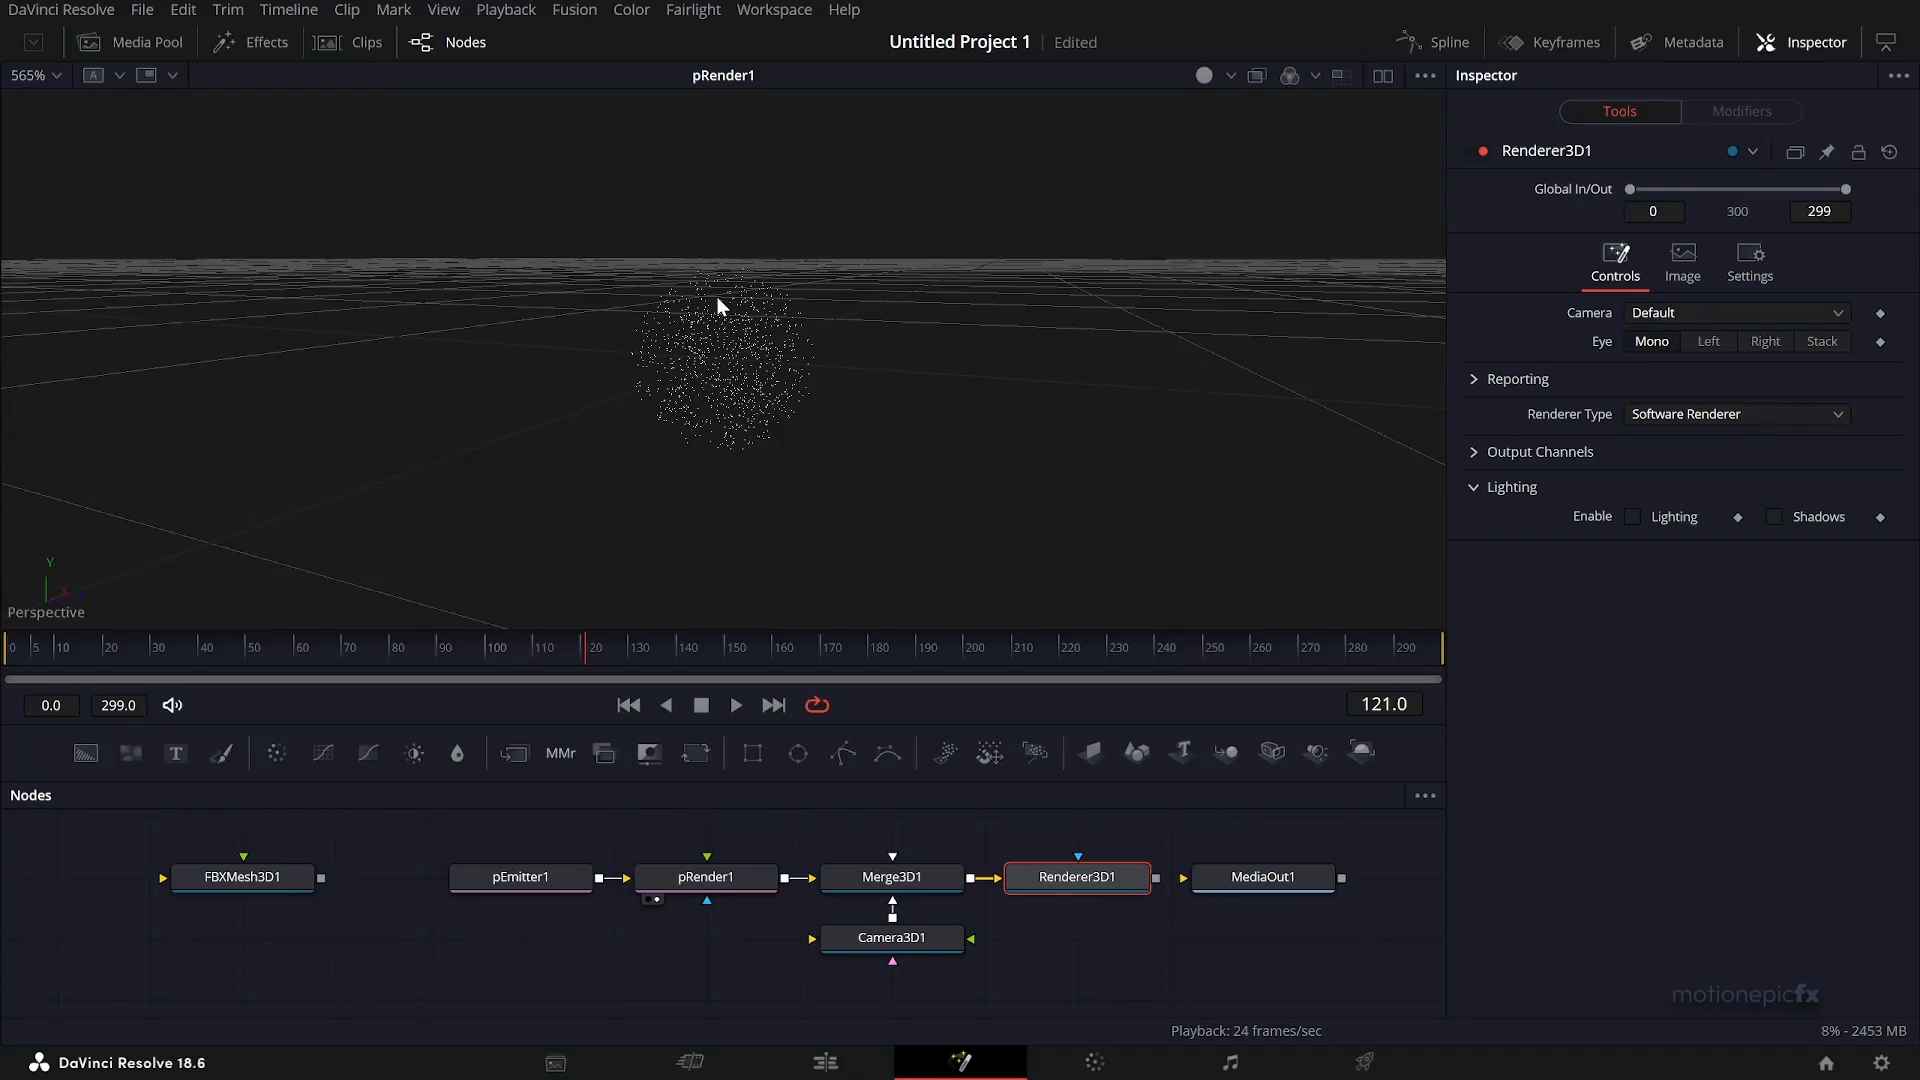 DaVinci Resolve File Edit Trim Timeline Clip Mark View Playback Fusion Color Fairlight Workspace Help
Media Pool Effects Clips Nodes Untitled Project 1 Edited Spline Keyframes Metadata Inspector
565% A pRender1 Inspector
Tools Modifiers
Renderer3D1
Global In/Out
0 300 299
Controls Image Settings
Camera Default
Eye Mono Left Right Stack
Reporting
Renderer Type Software Renderer
Output Channels
Lighting
Enable Lighting Shadows
Y
X
Perspective
0 5 10 20 30 40 50 60 70 80 90 100 110 20 130 140 150 160 170 180 190 200 210 220 230 240 250 260 270 280 290
0.0 299.0 121.0
T MMr T
Nodes
FBXMesh3D1 pEmitter1 pRender1 Merge3D1 Renderer3D1 MediaOut1
Camera3D1
motionepicfx
Playback: 24 frames/sec 8% - 2453 MB
DaVinci Resolve 18.6